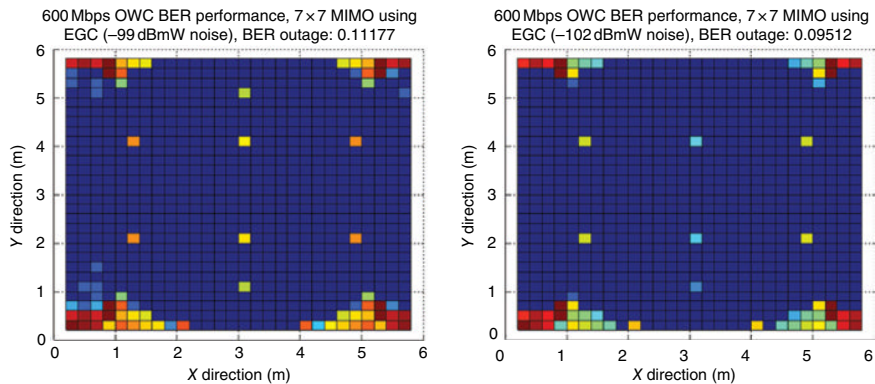 600 Mbps OWC BER performance, 7×7 MIMO using
EGC (–99 dBmW noise), BER outage: 0.11177
6
5
4
3
2
1
0
Y direction (m)
0 1 2 3 4 5 6
X direction (m)
600 Mbps OWC BER performance, 7×7 MIMO using
EGC (–102 dBmW noise), BER outage: 0.09512
6
5
4
3
2
1
0
Y direction (m)
0 1 2 3 4 5 6
X direction (m)